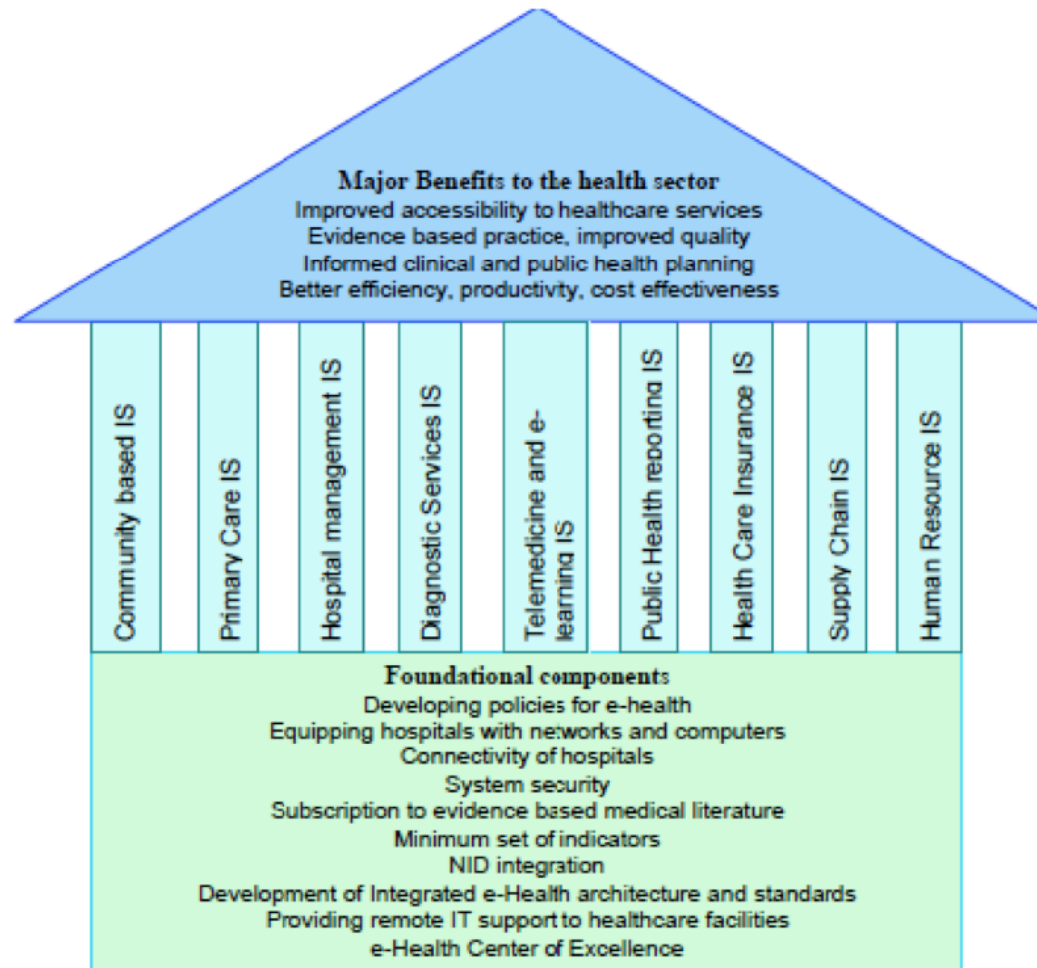 Major Benefits to the health sector
Improved accessibility to healthcare services
Evidence based practice, improved quality
Informed clinical and public health planning
Better efficiency, productivity, cost effectiveness
Community based IS
Primary Care IS
Hospital management IS
Diagnostic Services IS
Telemedicine and e-
learning IS
Public Health reporting IS
Health Care Insurance IS
Supply Chain IS
Human Resource IS
Foundational components
Developing policies for e-health
Equipping hospitals with networks and computers
Connectivity of hospitals
System security
Subscription to evidence based medical literature
Minimum set of indicators
NID integration
Development of Integrated e-Health architecture and standards
Providing remote IT support to healthcare facilities
e-Health Center of Excellence